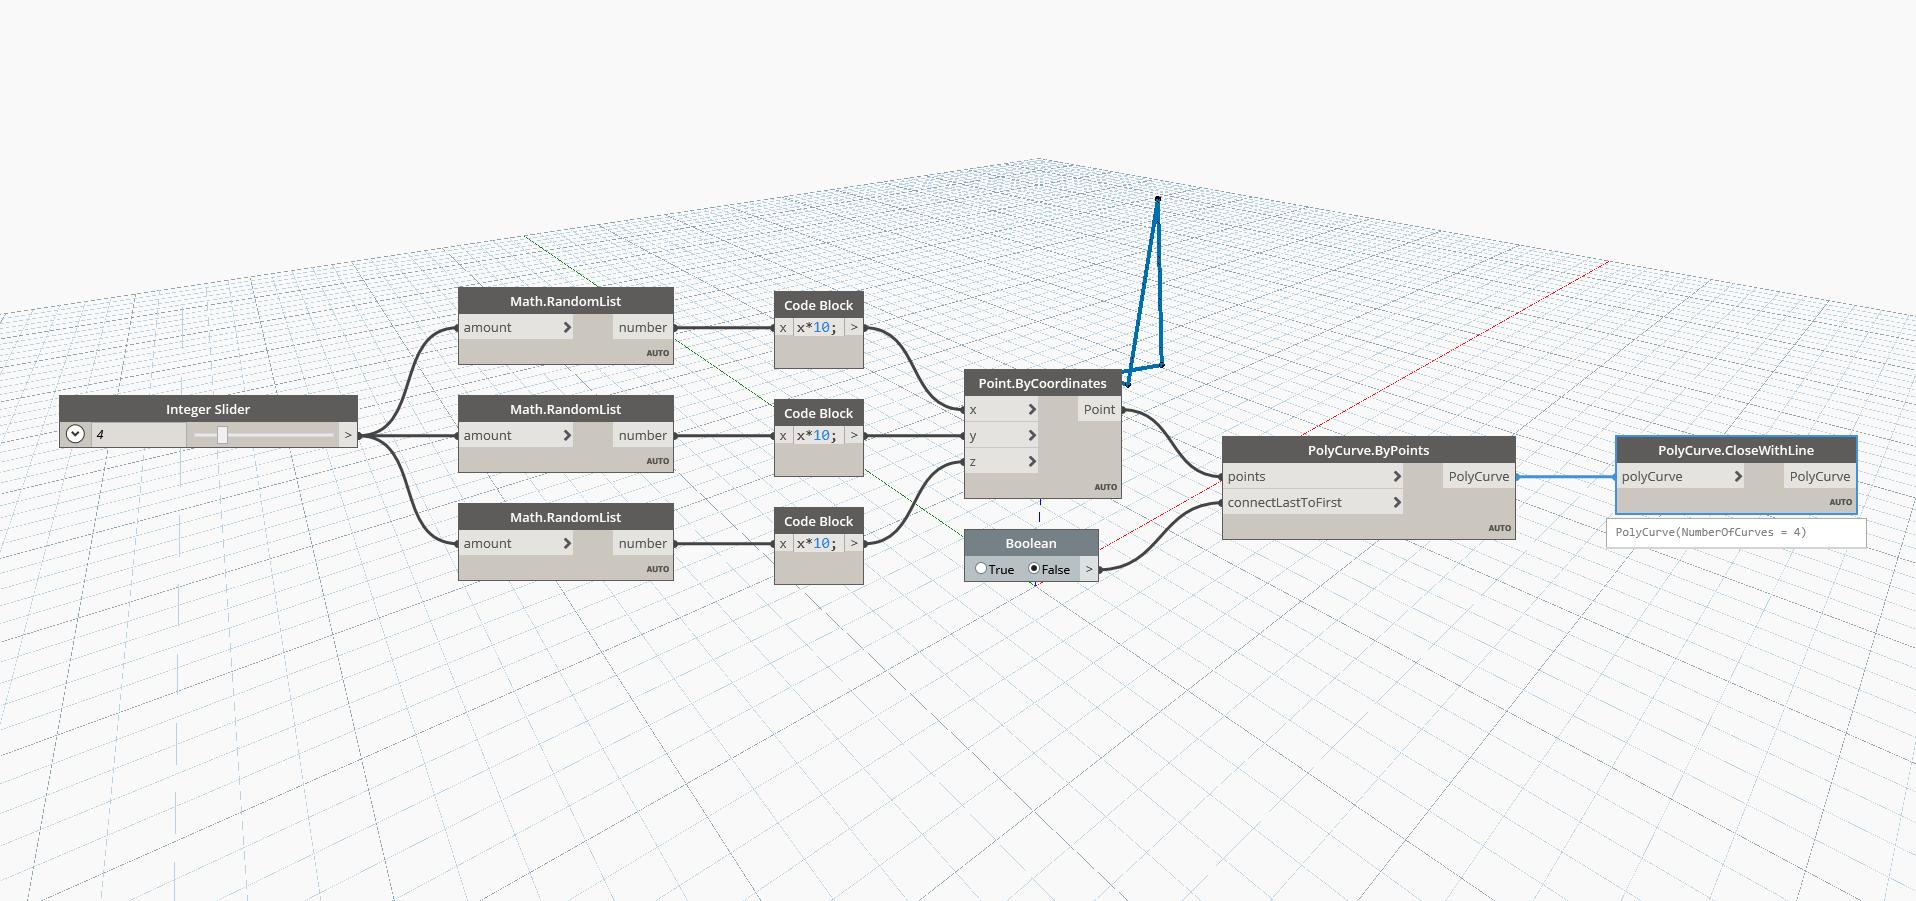 Integer Slider
4 >
Math.RandomList
amount > number
AUTO
Math.RandomList
amount > number
AUTO
Math.RandomList
amount > number
AUTO
Code Block
x x*10; >
Code Block
x x*10; >
Code Block
x x*10; >
Point.ByCoordinates
x > Point
y >
z >
AUTO
Boolean
True False >
PolyCurve.ByPoints
points > PolyCurve
connectLastToFirst >
AUTO
PolyCurve.CloseWithLine
polyCurve > PolyCurve
AUTO
PolyCurve(NumberOfCurves = 4)